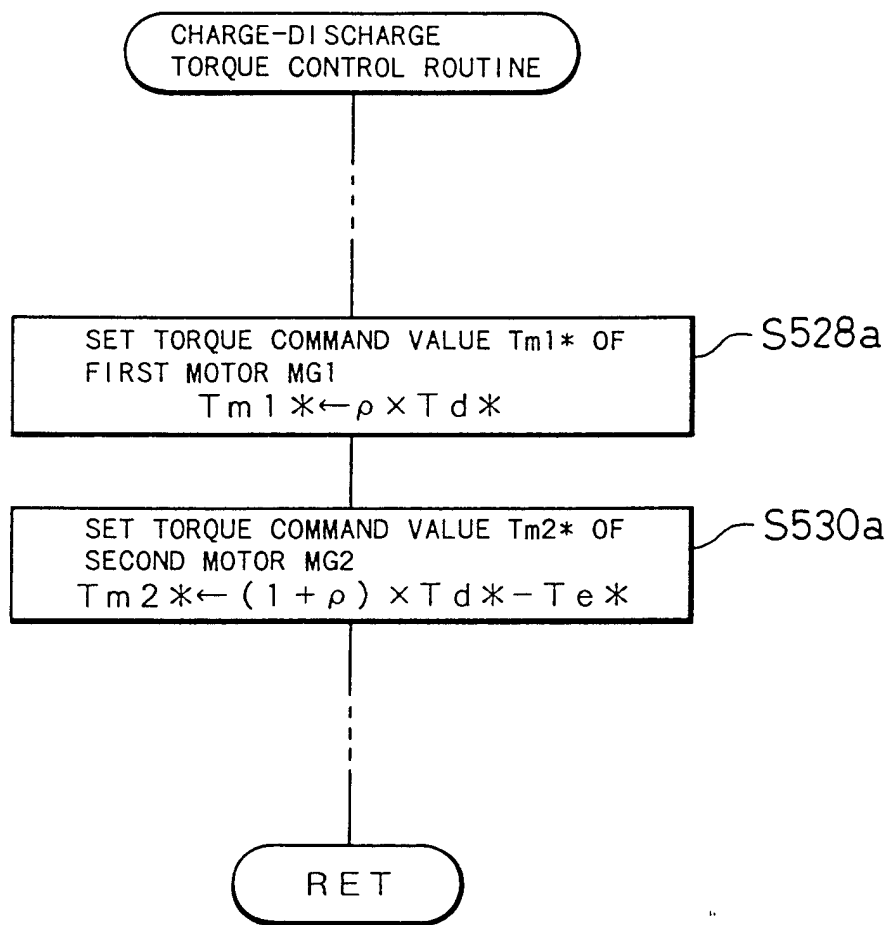 CHARGE-DISCHARGE
TORQUE CONTROL ROUTINE
SET TORQUE COMMAND VALUE Tm1* OF
FIRST MOTOR MG1
Tm1*←ρ×Td*
S528a
SET TORQUE COMMAND VALUE Tm2* OF
SECOND MOTOR MG2
Tm2*←(1+ρ)×Td*-Te*
S530a
RET